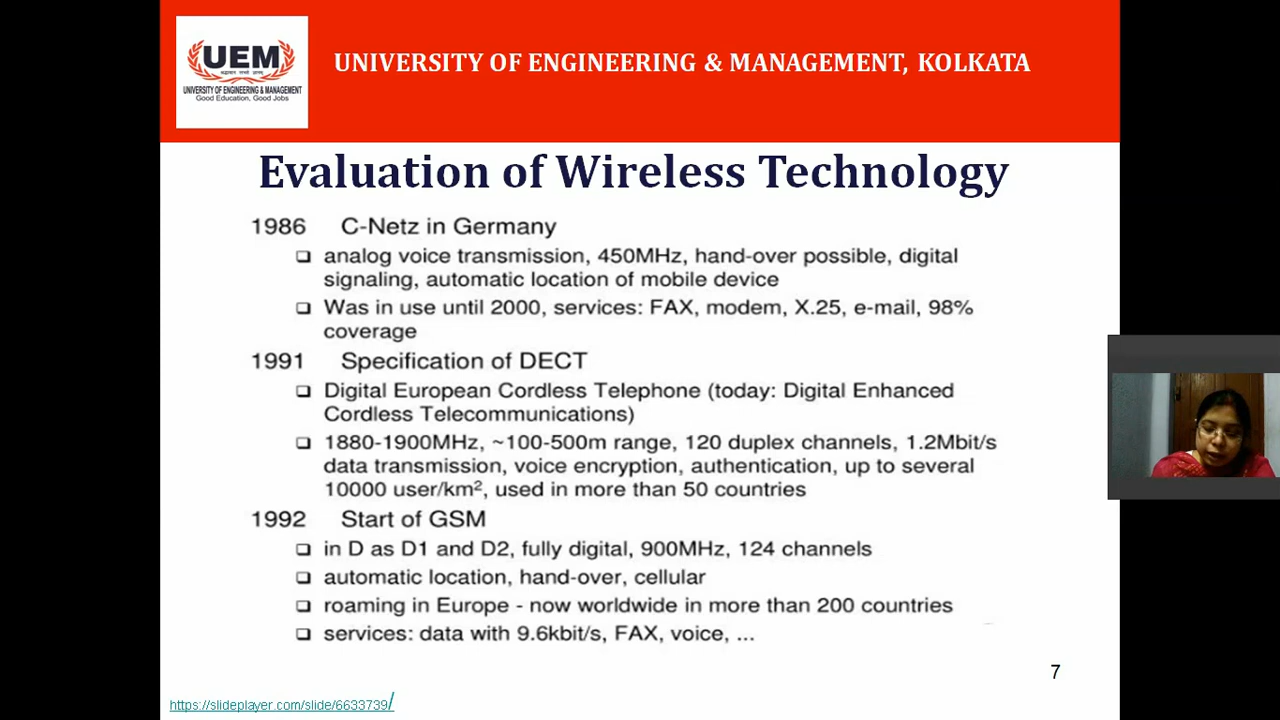 UEM
UNIVERSITY OF ENGINEERING & MANAGEMENT
Good Education, Good Jobs
UNIVERSITY OF ENGINEERING & MANAGEMENT, KOLKATA
Evaluation of Wireless Technology
1986 C-Netz in Germany
❑ analog voice transmission, 450MHz, hand-over possible, digital
signaling, automatic location of mobile device
❑ Was in use until 2000, services: FAX, modem, X.25, e-mail, 98%
coverage
1991 Specification of DECT
❑ Digital European Cordless Telephone (today: Digital Enhanced
Cordless Telecommunications)
❑ 1880-1900MHz, ~100-500m range, 120 duplex channels, 1.2Mbit/s
data transmission, voice encryption, authentication, up to several
10000 user/km², used in more than 50 countries
1992 Start of GSM
❑ in D as D1 and D2, fully digital, 900MHz, 124 channels
❑ automatic location, hand-over, cellular
❑ roaming in Europe - now worldwide in more than 200 countries
❑ services: data with 9.6kbit/s, FAX, voice, ...
7
https://slideplayer.com/slide/6633739/